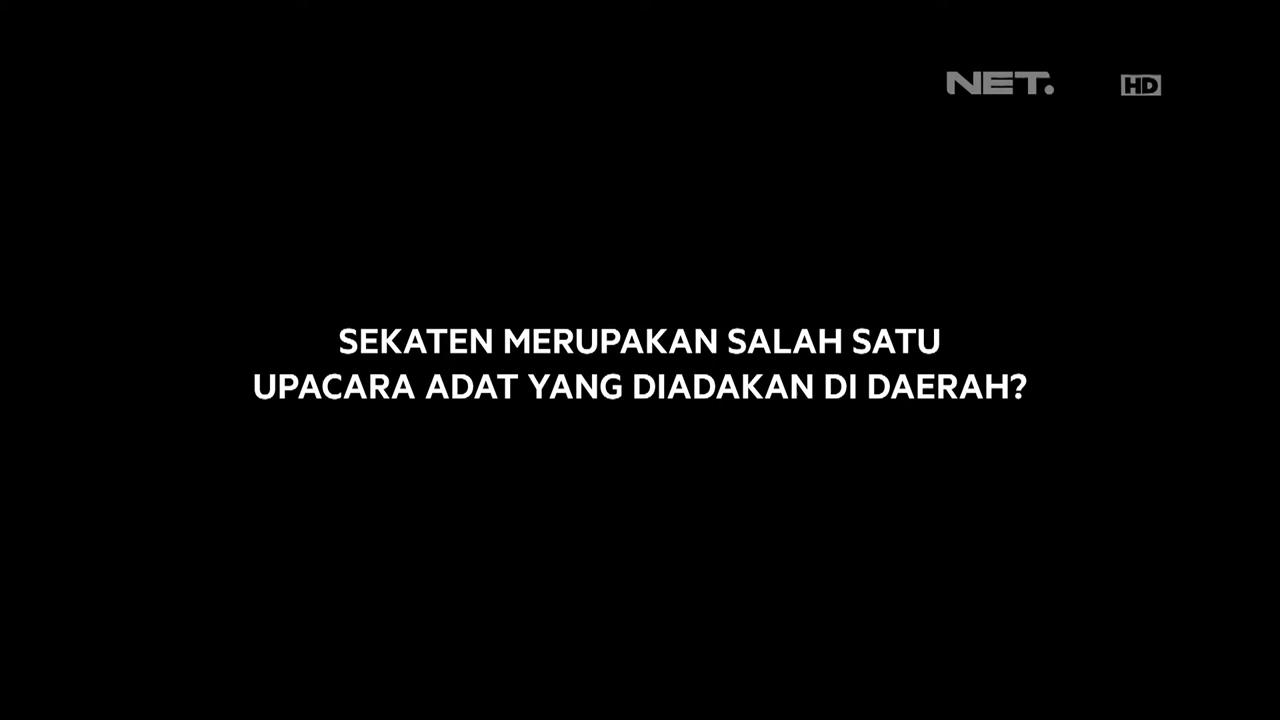 NET. HD
SEKATEN MERUPAKAN SALAH SATU
UPACARA ADAT YANG DIADAKAN DI DAERAH?